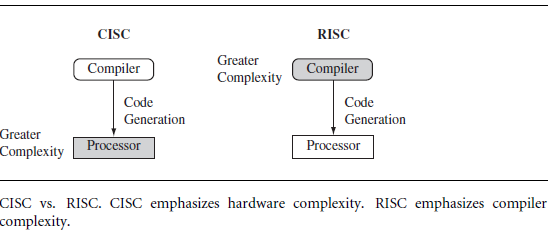 CISC
RISC
Compiler
Greater
Complexity
Compiler
Code
Generation
Code
Generation
Greater
Complexity
Processor
Processor
CISC vs. RISC. CISC emphasizes hardware complexity. RISC emphasizes compiler
complexity.